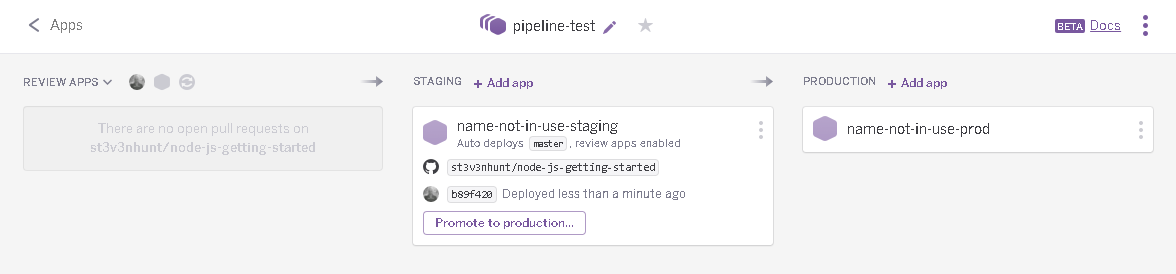 Apps
pipeline-test
BETA Docs
REVIEW APPS
There are no open pull requests on
st3v3nhunt/node-js-getting-started
STAGING + Add app
name-not-in-use-staging
Auto deploys master , review apps enabled
st3v3nhunt/node-js-getting-started
b89f420 Deployed less than a minute ago
Promote to production...
PRODUCTION + Add app
name-not-in-use-prod